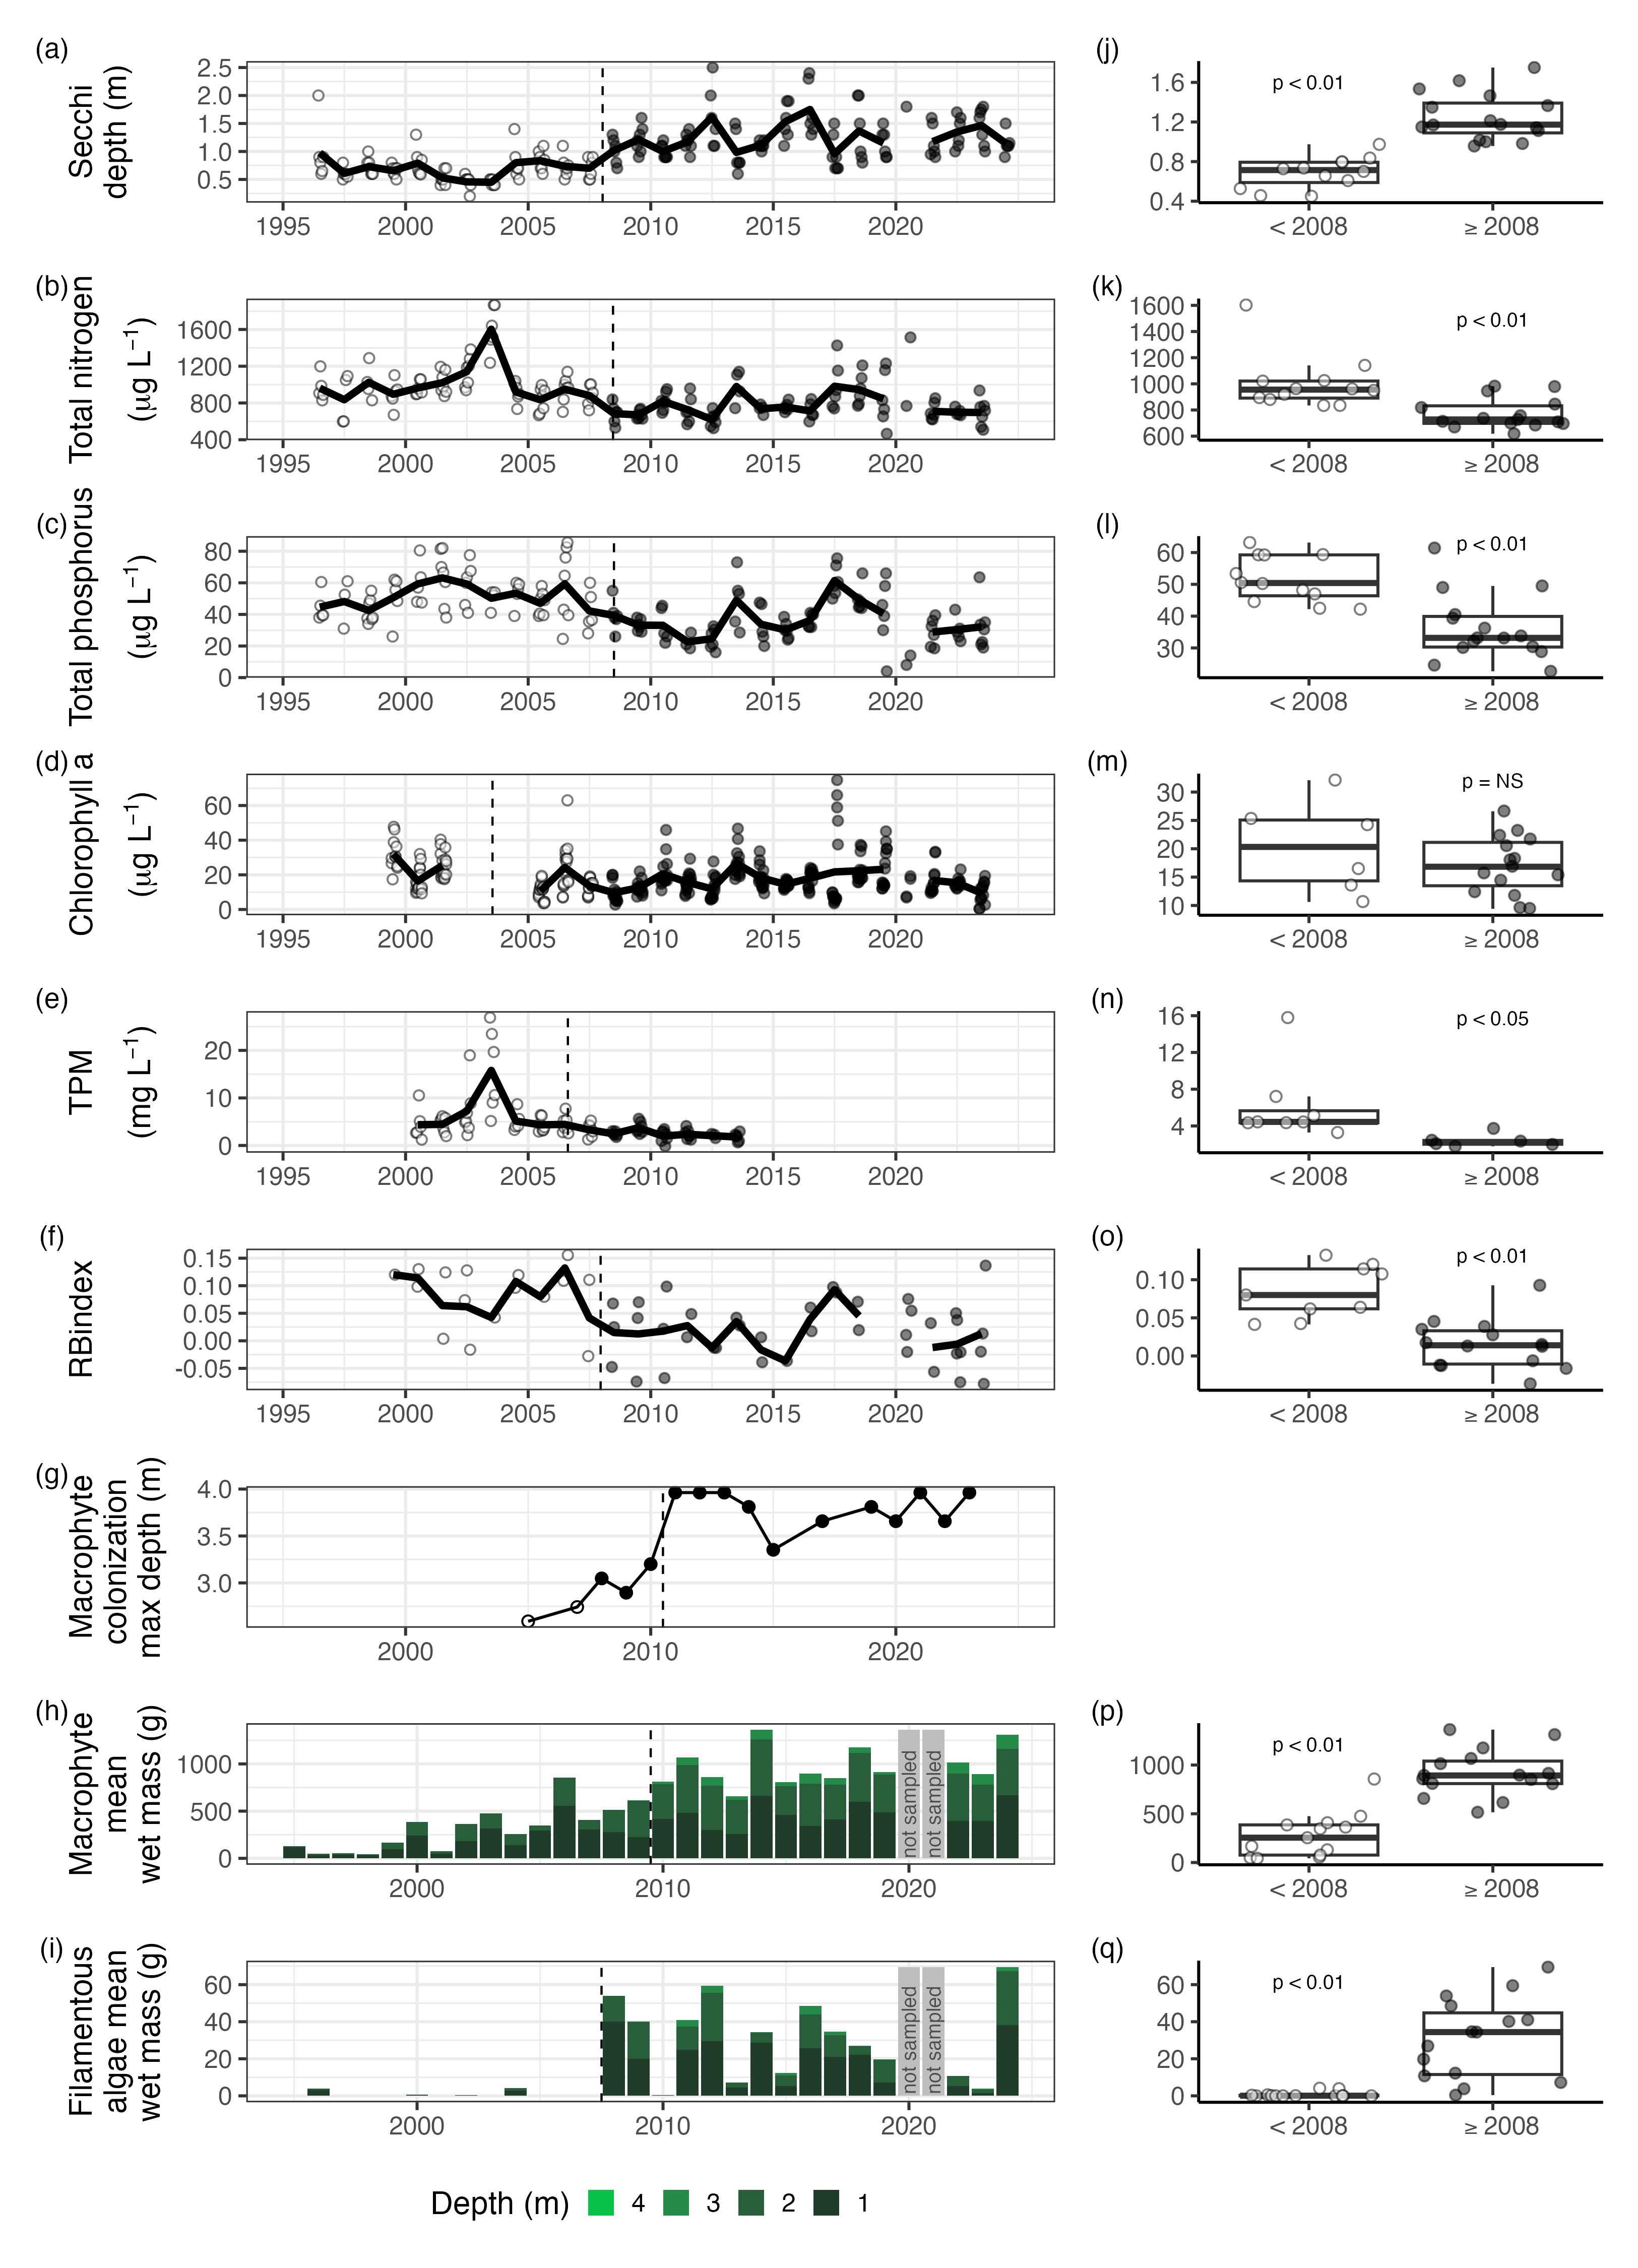 (a)
Secchi
depth (m)
2.5
2.0
1.5
1.0
0.5
1995 2000 2005 2010 2015 2020
(j)
p < 0.01
1.6
1.2
0.8
0.4
< 2008 ≥ 2008
(b)
Total nitrogen
(μg L⁻¹)
1600
1200
800
400
1995 2000 2005 2010 2015 2020
(k)
p < 0.01
1600
1400
1200
1000
800
600
< 2008 ≥ 2008
(c)
Total phosphorus
(μg L⁻¹)
80
60
40
20
0
1995 2000 2005 2010 2015 2020
(l)
p < 0.01
60
50
40
30
< 2008 ≥ 2008
(d)
Chlorophyll a
(μg L⁻¹)
60
40
20
0
1995 2000 2005 2010 2015 2020
(m)
p = NS
30
25
20
15
10
< 2008 ≥ 2008
(e)
TPM
(mg L⁻¹)
20
10
0
1995 2000 2005 2010 2015 2020
(n)
p < 0.05
16
12
8
4
< 2008 ≥ 2008
(f)
RBindex
0.15
0.10
0.05
0.00
-0.05
1995 2000 2005 2010 2015 2020
(o)
p < 0.01
0.10
0.05
0.00
< 2008 ≥ 2008
(g)
Macrophyte
colonization
max depth (m)
4.0
3.5
3.0
2000 2010 2020
(h)
Macrophyte
mean
wet mass (g)
1000
500
0
not sampled
not sampled
2000 2010 2020
(p)
p < 0.01
1000
500
0
< 2008 ≥ 2008
(i)
Filamentous
algae mean
wet mass (g)
60
40
20
0
not sampled
not sampled
2000 2010 2020
(q)
p < 0.01
60
40
20
0
< 2008 ≥ 2008
Depth (m) 4 3 2 1